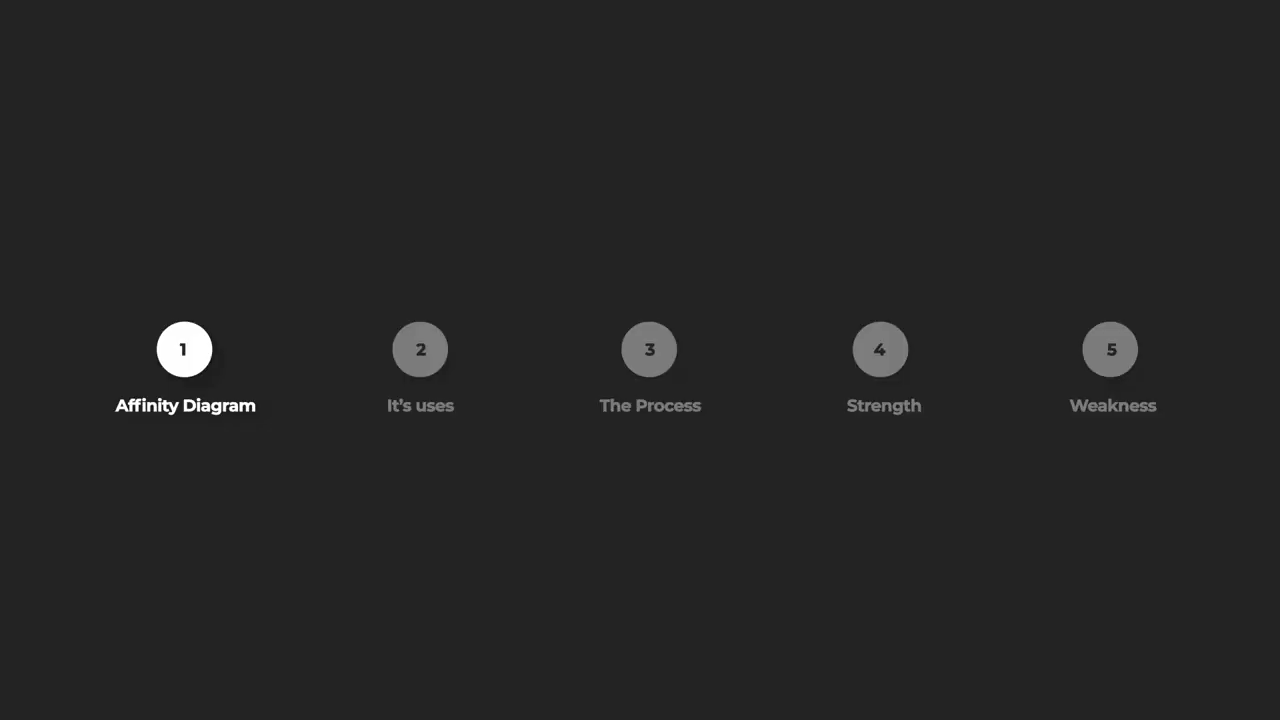 1
2
3
4
5
Affinity Diagram
It's uses
The Process
Strength
Weakness